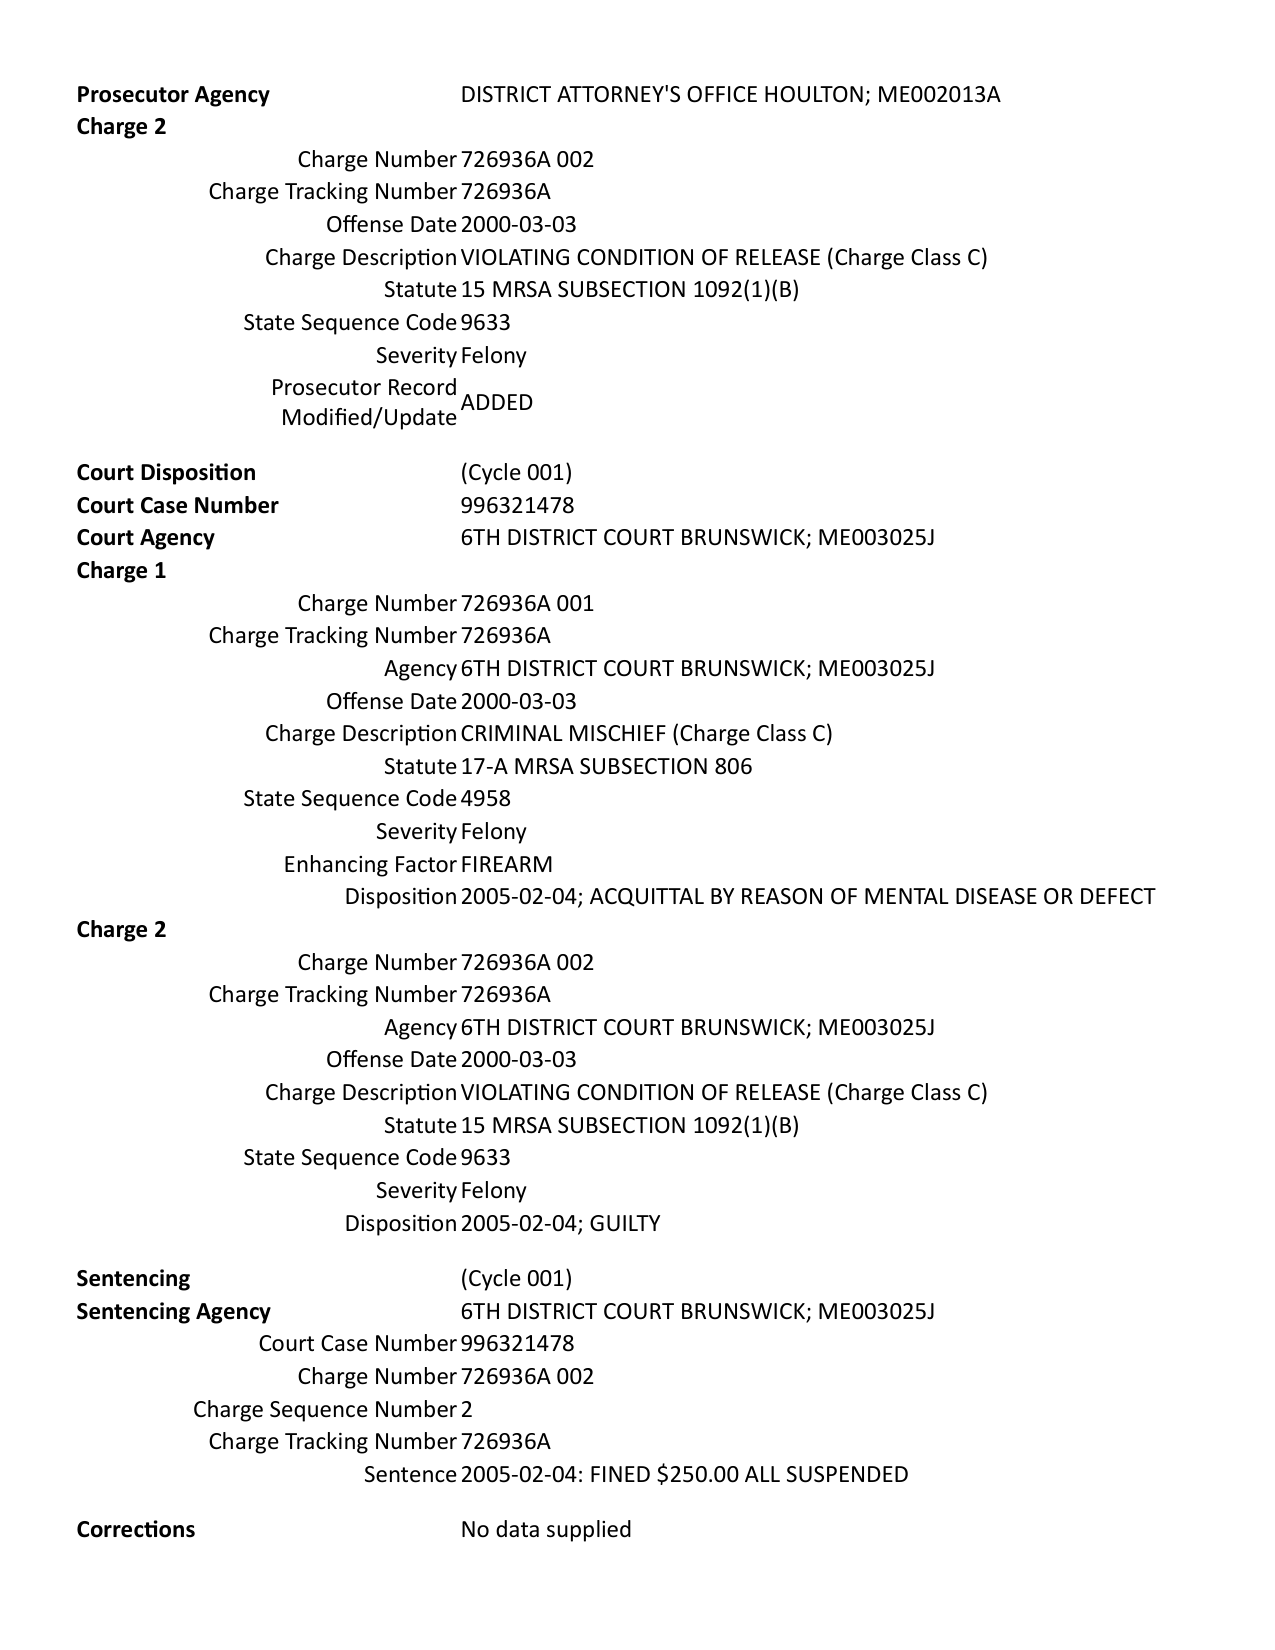 Prosecutor Agency DISTRICT ATTORNEY'S OFFICE HOULTON; ME002013A
Charge 2
Charge Number 726936A 002
Charge Tracking Number 726936A
Offense Date 2000-03-03
Charge Description VIOLATING CONDITION OF RELEASE (Charge Class C)
Statute 15 MRSA SUBSECTION 1092(1)(B)
State Sequence Code 9633
Severity Felony
Prosecutor Record
Modified/Update ADDED
Court Disposition (Cycle 001)
Court Case Number 996321478
Court Agency 6TH DISTRICT COURT BRUNSWICK; ME003025J
Charge 1
Charge Number 726936A 001
Charge Tracking Number 726936A
Agency 6TH DISTRICT COURT BRUNSWICK; ME003025J
Offense Date 2000-03-03
Charge Description CRIMINAL MISCHIEF (Charge Class C)
Statute 17-A MRSA SUBSECTION 806
State Sequence Code 4958
Severity Felony
Enhancing Factor FIREARM
Disposition 2005-02-04; ACQUITTAL BY REASON OF MENTAL DISEASE OR DEFECT
Charge 2
Charge Number 726936A 002
Charge Tracking Number 726936A
Agency 6TH DISTRICT COURT BRUNSWICK; ME003025J
Offense Date 2000-03-03
Charge Description VIOLATING CONDITION OF RELEASE (Charge Class C)
Statute 15 MRSA SUBSECTION 1092(1)(B)
State Sequence Code 9633
Severity Felony
Disposition 2005-02-04; GUILTY
Sentencing (Cycle 001)
Sentencing Agency 6TH DISTRICT COURT BRUNSWICK; ME003025J
Court Case Number 996321478
Charge Number 726936A 002
Charge Sequence Number 2
Charge Tracking Number 726936A
Sentence 2005-02-04: FINED $250.00 ALL SUSPENDED
Corrections No data supplied